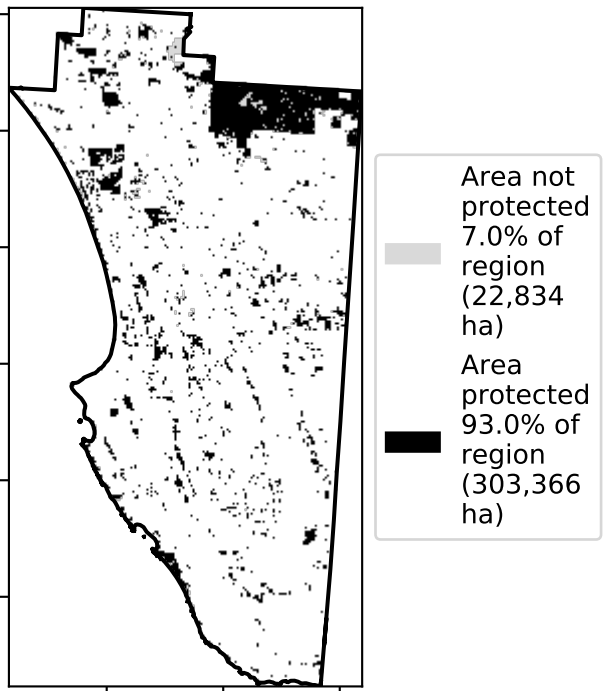 Area not
protected
7.0% of
region
(22,834
ha)
Area
protected
93.0% of
region
(303,366
ha)